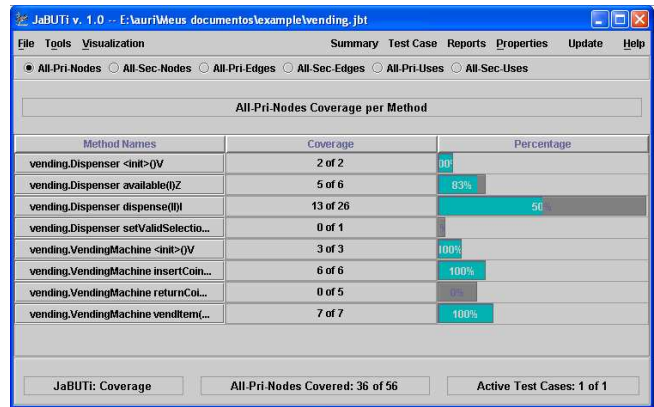 JaBUTi v. 1.0 -- E:\auri\Meus documentos\example\vending.jbt
File Tools Visualization Summary Test Case Reports Properties Update Help
All-Pri-Nodes All-Sec-Nodes All-Pri-Edges All-Sec-Edges All-Pri-Uses All-Sec-Uses
All-Pri-Nodes Coverage per Method
Method Names Coverage Percentage
vending.Dispenser <init>()V 2 of 2
vending.Dispenser available(I)Z 5 of 6 83%
vending.Dispenser dispense(II)I 13 of 26 50%
vending.Dispenser setValidSelectio... 0 of 1
vending.VendingMachine <init>()V 3 of 3 100%
vending.VendingMachine insertCoin... 6 of 6 100%
vending.VendingMachine returnCoi... 0 of 5 0%
vending.VendingMachine vendItem(... 7 of 7 100%
JaBUTi: Coverage All-Pri-Nodes Covered: 36 of 56 Active Test Cases: 1 of 1